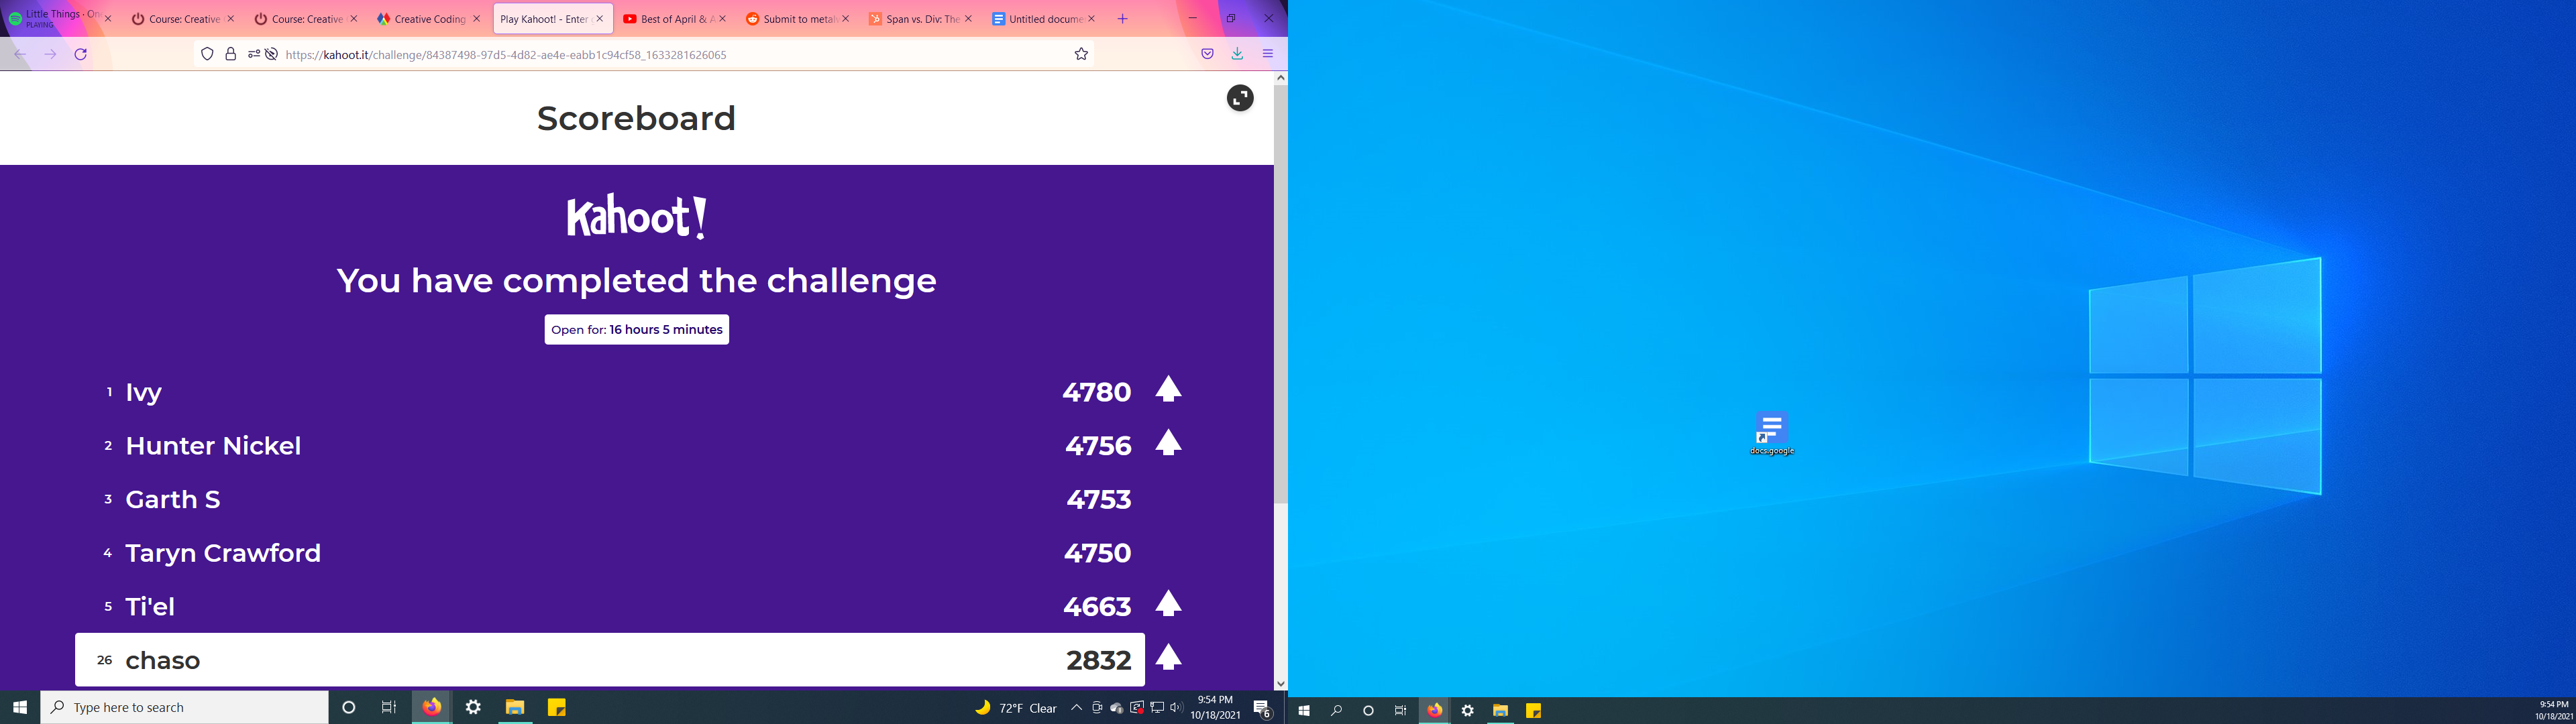 Little Things · On
PLAYING
Course: Creative
Course: Creative
Creative Coding
Play Kahoot! - Enter
Best of April & A
Submit to metal
Span vs. Div: The
Untitled docume
https://kahoot.it/challenge/84387498-97d5-4d82-ae4e-eabb1c94cf58_1633281626065
Scoreboard
Kahoot!
You have completed the challenge
Open for: 16 hours 5 minutes
1 Ivy 4780
2 Hunter Nickel 4756
3 Garth S 4753
4 Taryn Crawford 4750
5 Ti'el 4663
26 chaso 2832
docs.google
Type here to search
72°F Clear
9:54 PM
10/18/2021
6
9:54 PM
10/18/2021